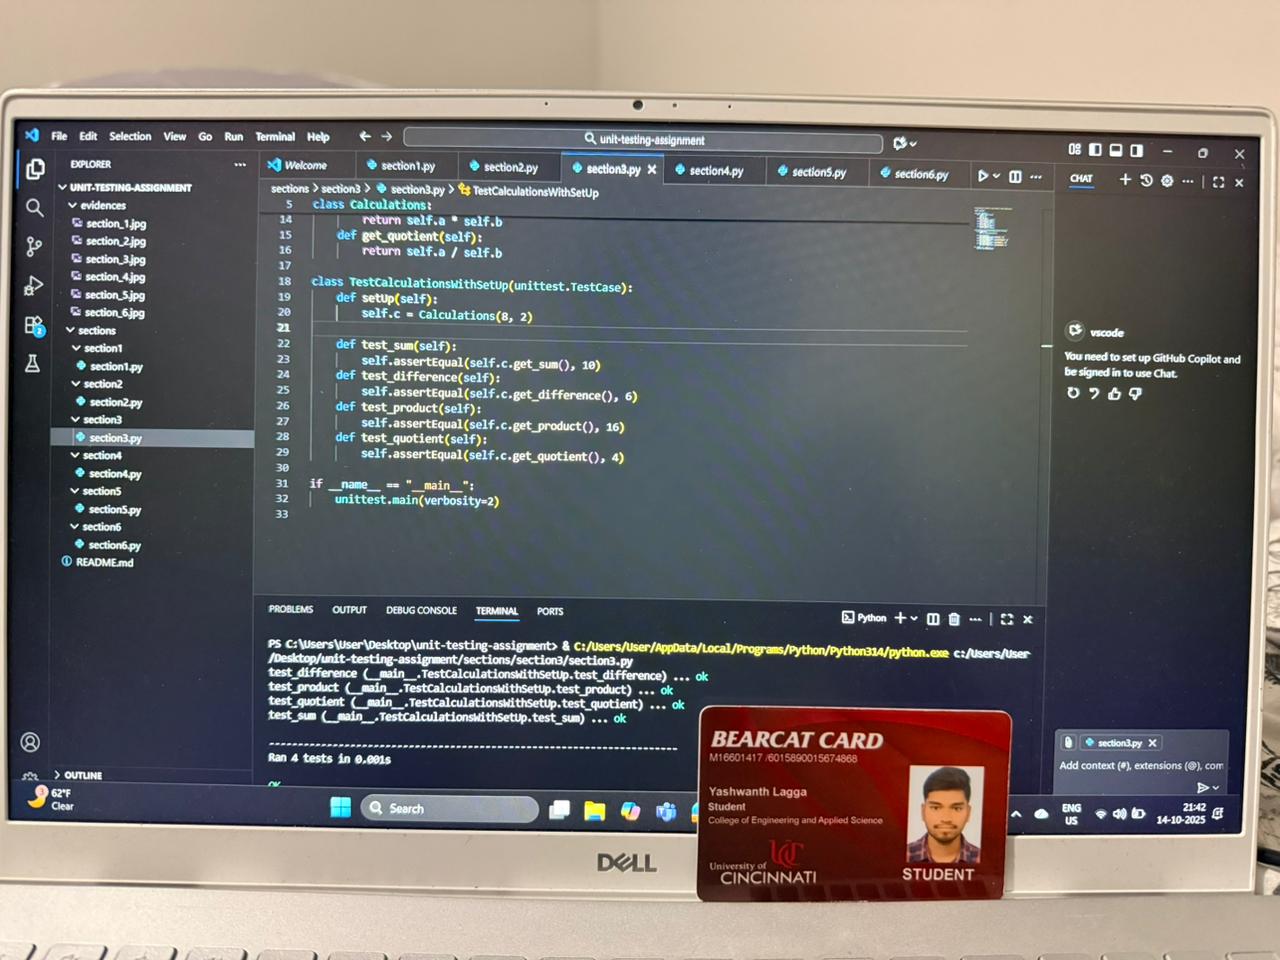 File Edit Selection View Go Run Terminal Help
unit-testing-assignment
EXPLORER
UNIT-TESTING-ASSIGNMENT
evidences
section_1.jpg
section_2.jpg
section_3.jpg
section_4.jpg
section_5.jpg
section_6.jpg
sections
section1
section1.py
section2
section2.py
section3
section3.py
section4
section4.py
section5
section5.py
section6
section6.py
README.md
OUTLINE
Welcome section1.py section2.py section3.py section4.py section5.py section6.py
sections > section3 > section3.py > TestCalculationsWithSetUp
5 class Calculations:
14 return self.a * self.b
15 def get_quotient(self):
16 return self.a / self.b
17
18 class TestCalculationsWithSetUp(unittest.TestCase):
19 def setUp(self):
20 self.c = Calculations(8, 2)
21
22 def test_sum(self):
23 self.assertEqual(self.c.get_sum(), 10)
24 def test_difference(self):
25 self.assertEqual(self.c.get_difference(), 6)
26 def test_product(self):
27 self.assertEqual(self.c.get_product(), 16)
28 def test_quotient(self):
29 self.assertEqual(self.c.get_quotient(), 4)
30
31 if __name__ == "__main__":
32 unittest.main(verbosity=2)
33
PROBLEMS OUTPUT DEBUG CONSOLE TERMINAL PORTS
Python
PS C:\Users\User\Desktop\unit-testing-assignment> & C:/Users/User/AppData/Local/Programs/Python/Python314/python.exe c:/Users/User
/Desktop/unit-testing-assignment/sections/section3/section3.py
test_difference (__main__.TestCalculationsWithSetUp.test_difference) ... ok
test_product (__main__.TestCalculationsWithSetUp.test_product) ... ok
test_quotient (__main__.TestCalculationsWithSetUp.test_quotient) ... ok
test_sum (__main__.TestCalculationsWithSetUp.test_sum) ... ok
----------------------------------------------------------------------
Ran 4 tests in 0.001s
OK
CHAT
vscode
You need to set up GitHub Copilot and
be signed in to use Chat.
section3.py
Add context (#), extensions (@), com
62°F
Clear
Search
ENG
US
21:42
14-10-2025
DELL
BEARCAT CARD
M16601417 /6015890015674868
Yashwanth Lagga
Student
College of Engineering and Applied Science
UC
University of
CINCINNATI
STUDENT